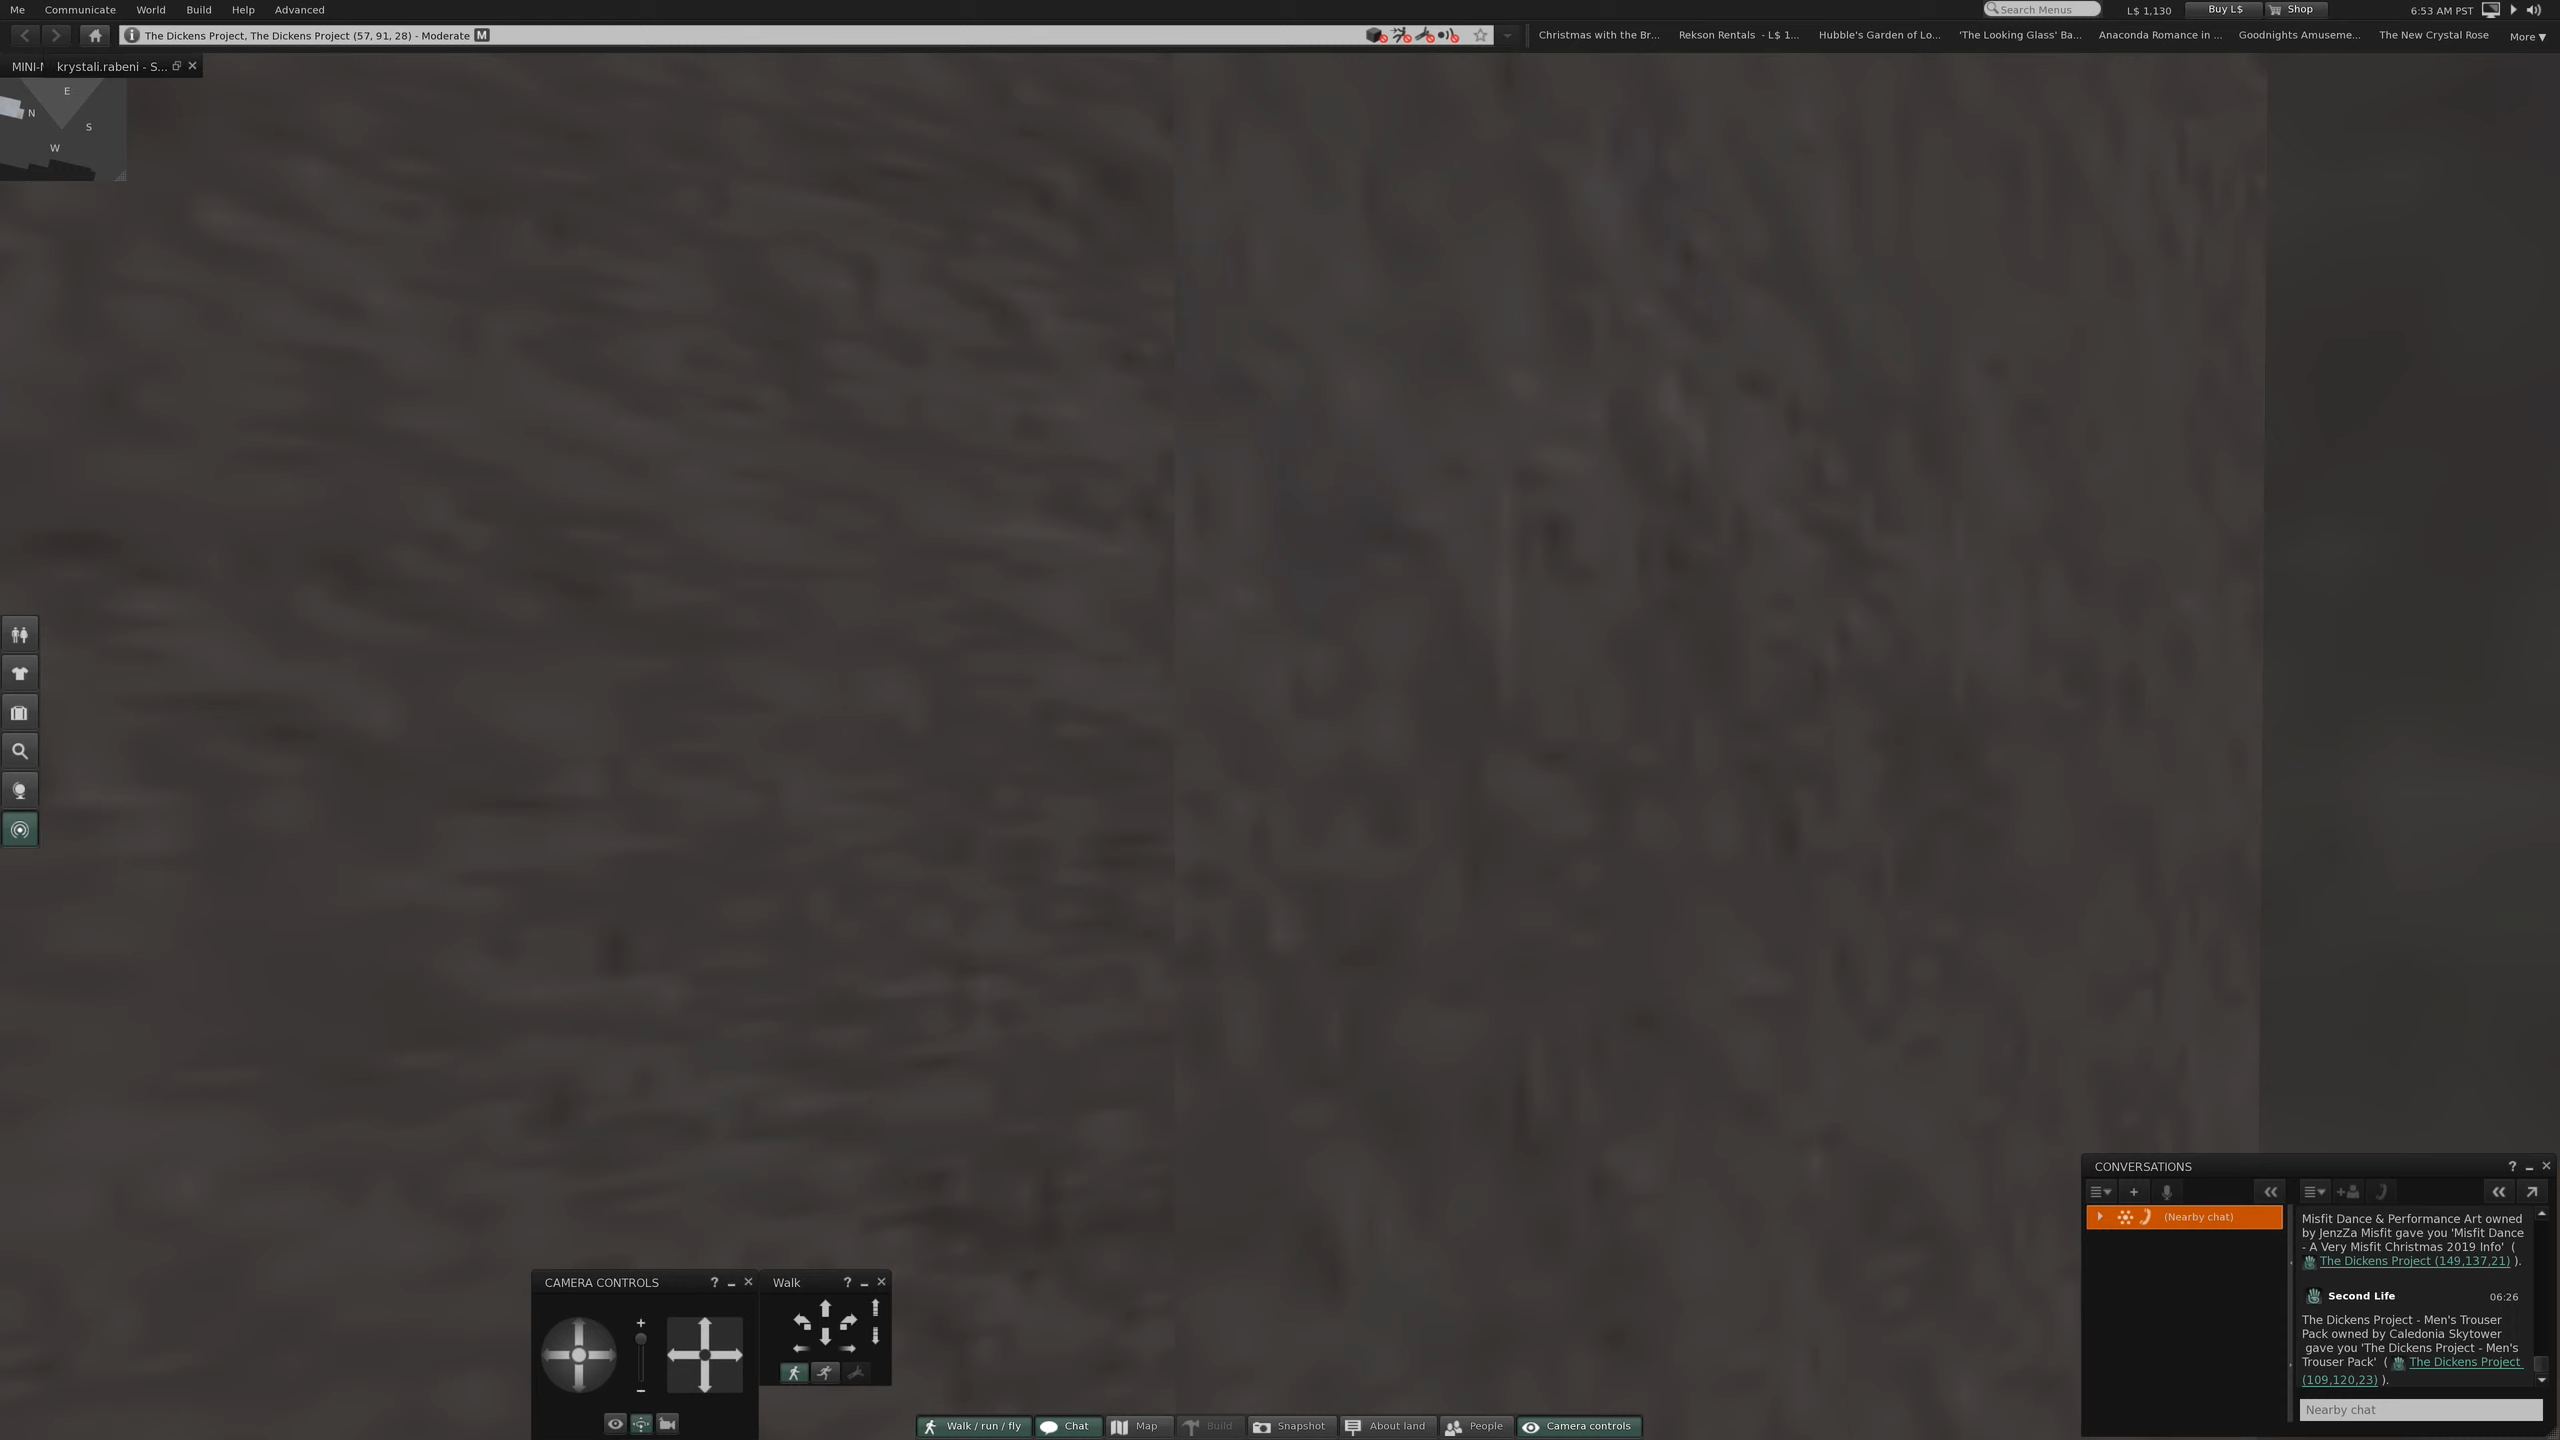 Me Communicate World Build Help Advanced Search Menus L$ 1,130 Buy L$ Shop 6:53 AM PST
The Dickens Project, The Dickens Project (57, 91, 28) - Moderate M Christmas with the Br... Rekson Rentals - L$ 1... Hubble's Garden of Lo... 'The Looking Glass' Ba... Anaconda Romance in ... Goodnights Amuseme... The New Crystal Rose More ▼
MINI-M krystali.rabeni - S...
E
N
S
W
CONVERSATIONS
(Nearby chat)
Misfit Dance & Performance Art owned
by JenzZa Misfit gave you 'Misfit Dance
- A Very Misfit Christmas 2019 Info' (
The Dickens Project (149,137,21) ).
Second Life 06:26
The Dickens Project - Men's Trouser
Pack owned by Caledonia Skytower
gave you 'The Dickens Project - Men's
Trouser Pack' ( The Dickens Project
(109,120,23) ).
Nearby chat
CAMERA CONTROLS ?
Walk ?
Walk / run / fly Chat Map Build Snapshot About land People Camera controls